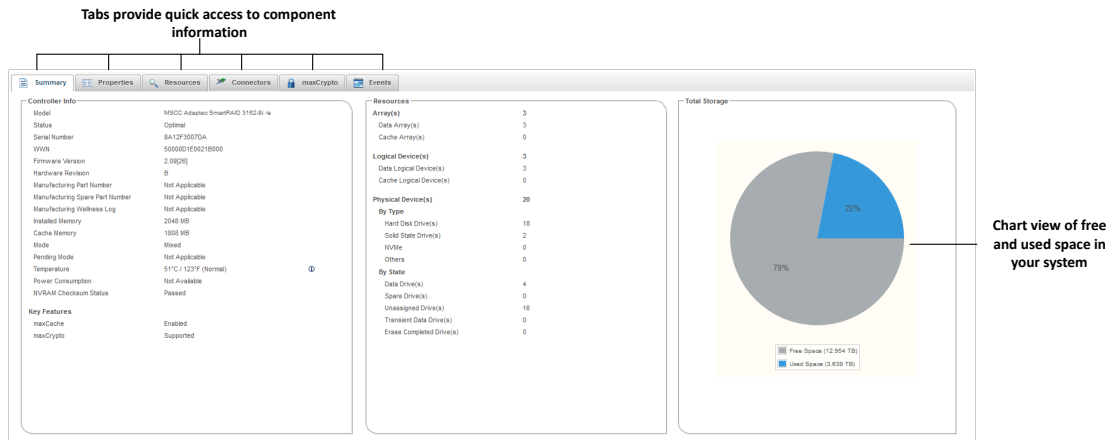 Tabs provide quick access to component
information
Summary Properties Resources Connectors maxCrypto Events
Controller Info
Model MSCC Adaptec SmartRAID 3162-8i /e
Status Optimal
Serial Number 8A12F3007DA
WWN 50000D1E0021B000
Firmware Version 2.09[26]
Hardware Revision B
Manufacturing Part Number Not Applicable
Manufacturing Spare Part Number Not Applicable
Manufacturing Wellness Log Not Applicable
Installed Memory 2048 MB
Cache Memory 1808 MB
Mode Mixed
Pending Mode Not Applicable
Temperature 51°C / 123°F (Normal)
Power Consumption Not Available
NVRAM Checksum Status Passed
Key Features
maxCache Enabled
maxCrypto Supported
Resources
Array(s) 3
Data Array(s) 3
Cache Array(s) 0
Logical Device(s) 3
Data Logical Device(s) 3
Cache Logical Device(s) 0
Physical Device(s) 20
By Type
Hard Disk Drive(s) 18
Solid State Drive(s) 2
NVMe 0
Others 0
By State
Data Drive(s) 4
Spare Drive(s) 0
Unassigned Drive(s) 16
Transient Data Drive(s) 0
Erase Completed Drive(s) 0
Total Storage
22%
78%
Free Space (12.954 TB)
Used Space (3.639 TB)
Chart view of free
and used space in
your system